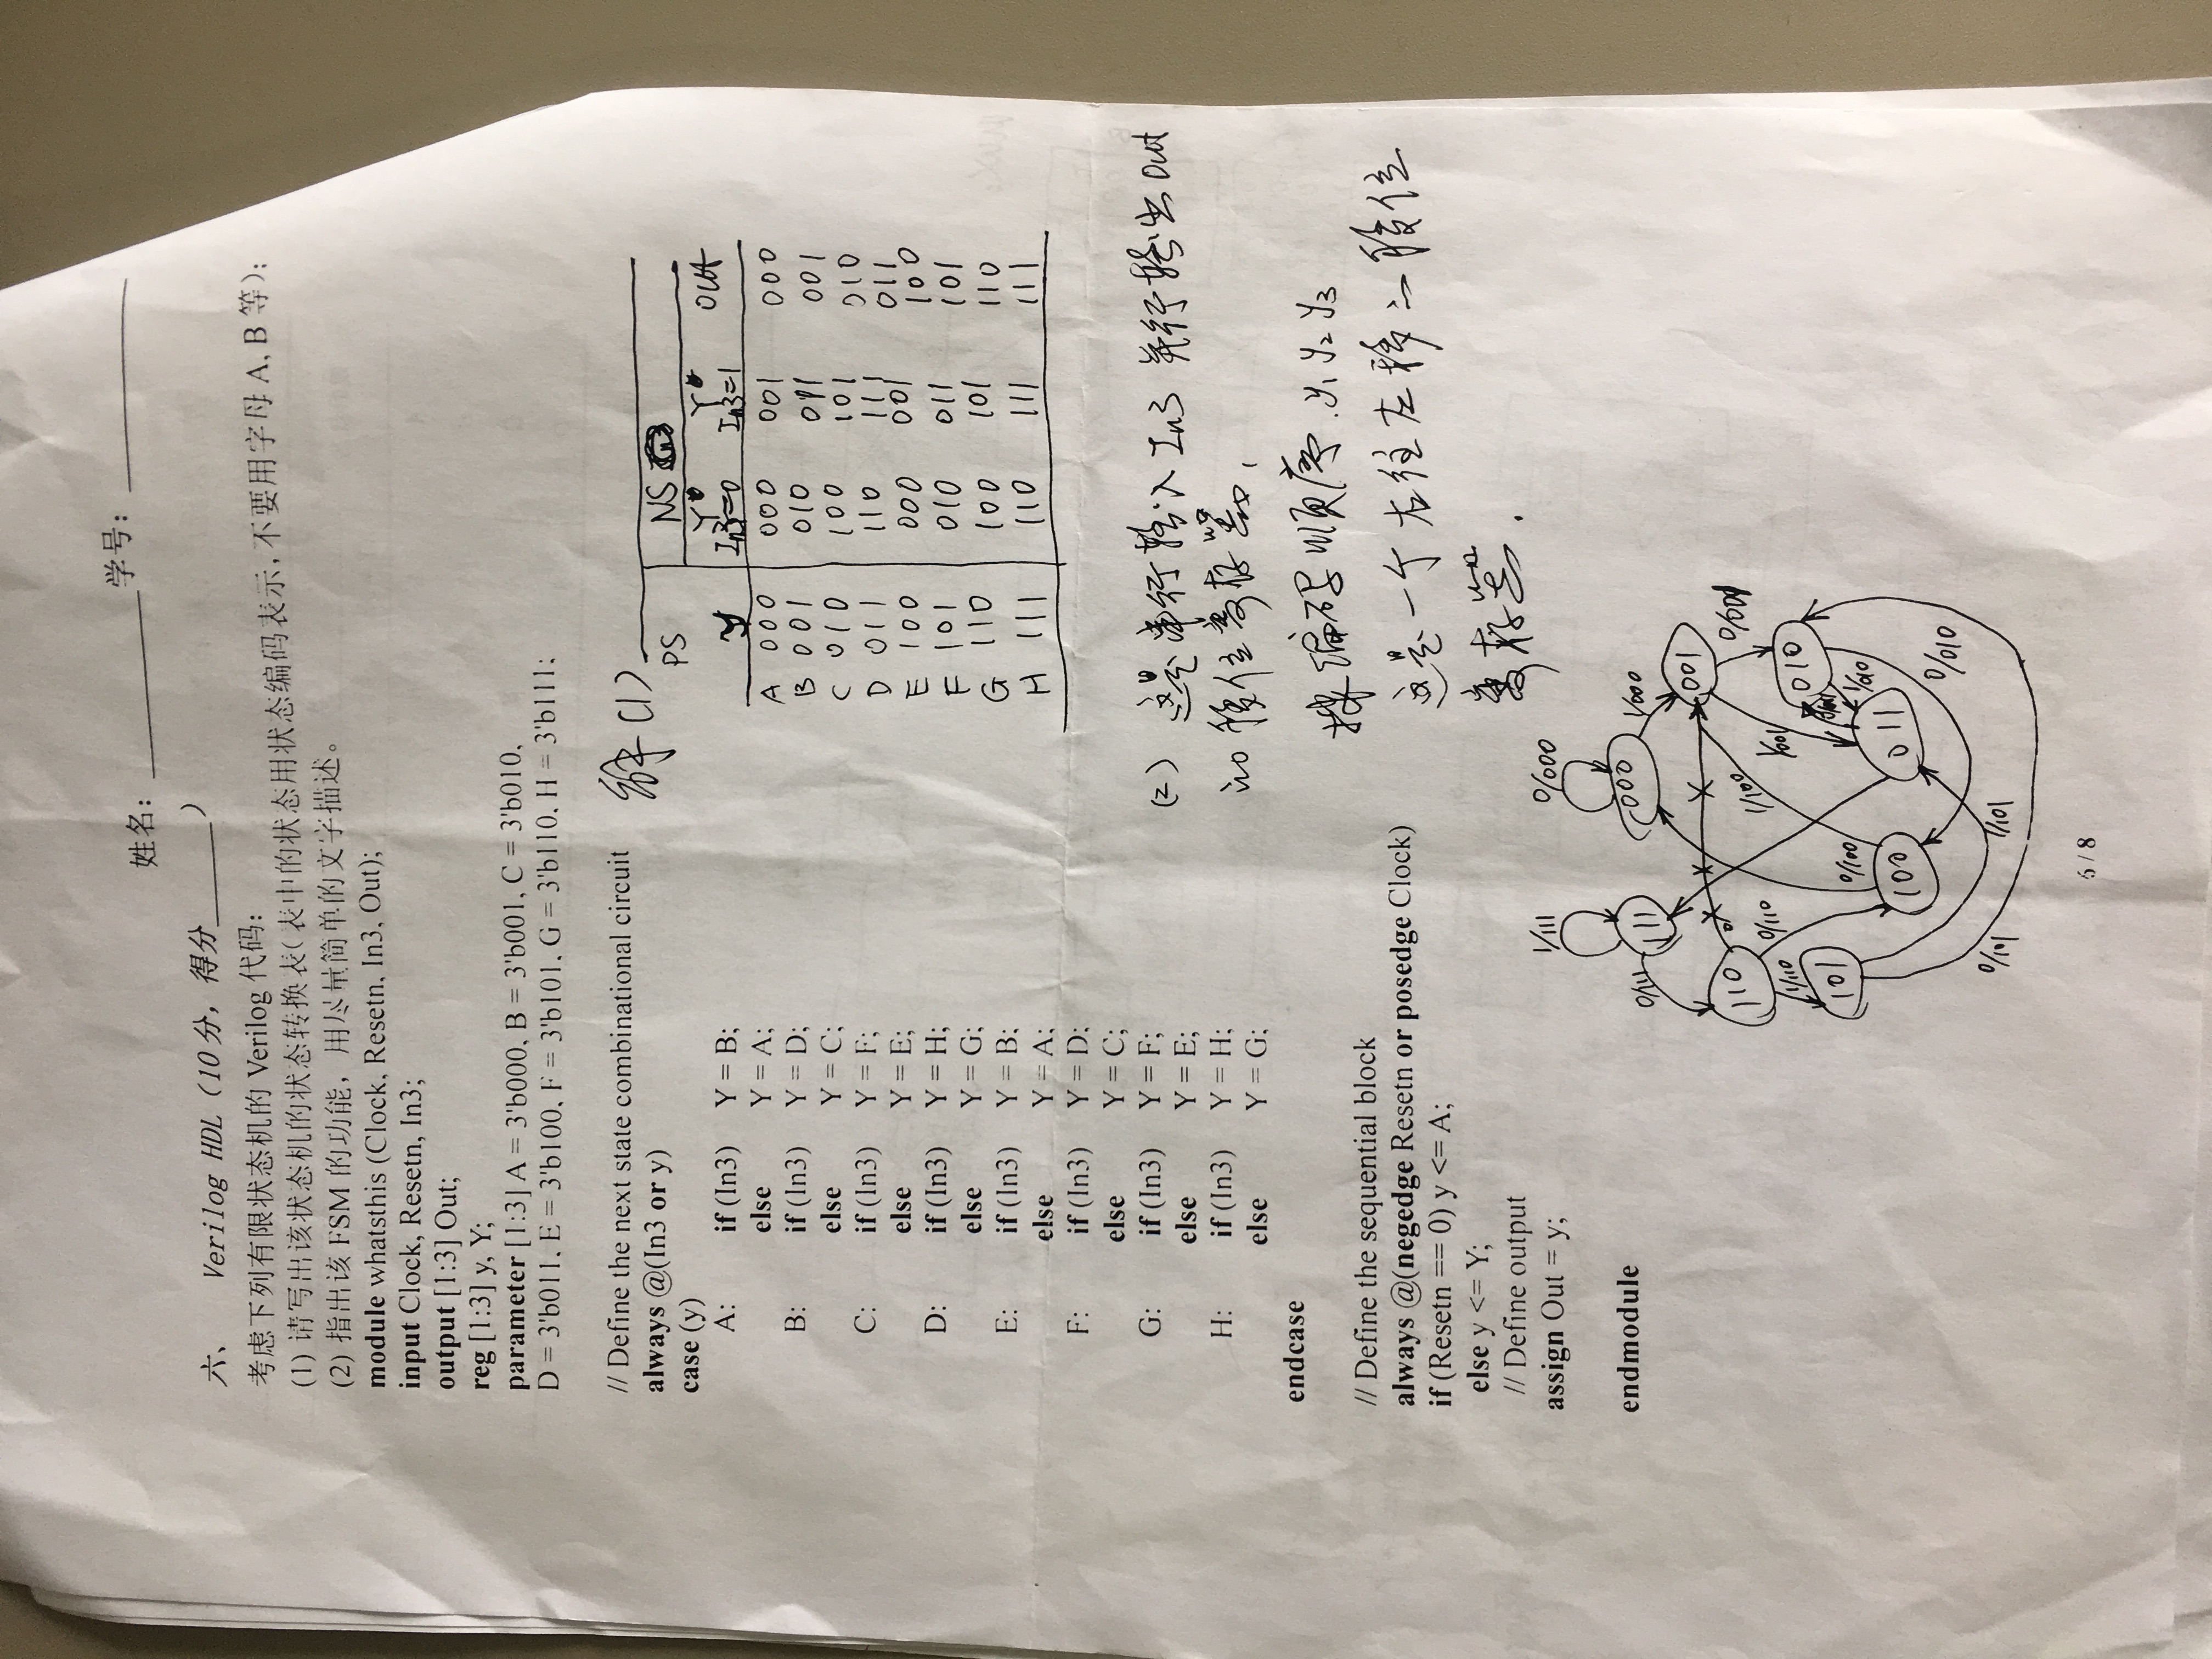 姓名: 学号:
六、 Verilog HDL (10分, 得分 )
考虑下列有限状态机的 Verilog 代码:
(1) 请写出该状态机的状态转换表(表中的状态用状态编码表示, 不要用字母 A, B 等);
(2) 指出该 FSM 的功能, 用尽量简单的文字描述。
module whatsthis (Clock, Resetn, In3, Out);
input Clock, Resetn, In3;
output [1:3] Out;
reg [1:3] y, Y;
parameter [1:3] A = 3'b000, B = 3'b001, C = 3'b010,
D = 3'b011, E = 3'b100, F = 3'b101, G = 3'b110, H = 3'b111;
// Define the next state combinational circuit
always @(In3 or y)
case (y)
A: if (In3) Y = B;
else Y = A;
B: if (In3) Y = D;
else Y = C;
C: if (In3) Y = F;
else Y = E;
D: if (In3) Y = H;
else Y = G;
E: if (In3) Y = B;
else Y = A;
F: if (In3) Y = D;
else Y = C;
G: if (In3) Y = F;
else Y = E;
H: if (In3) Y = H;
else Y = G;
endcase
// Define the sequential block
always @(negedge Resetn or posedge Clock)
if (Resetn == 0) y <= A;
else y <= Y;
// Define output
assign Out = y;
endmodule
解(1)
PS NS
Y Y OUT
y In3=0 In3=1
A 000 000 001 000
B 001 010 011 001
C 010 100 101 010
D 011 110 111 011
E 100 000 001 100
F 101 010 011 101
G 110 100 101 110
H 111 110 111 111
(2) 这是串行输入 In3 并行输出 Out
的移位寄存器,
按编码顺序 y1 y2 y3
这是一个右往左移的移位
寄存器.
1/111 0/000
111 000
0/111 1/000
001
110 0/001
0/110 1/100 1/001
1/110 010
101
0/100 1/010
100 011
0/010
0/101 1/101
6 / 8